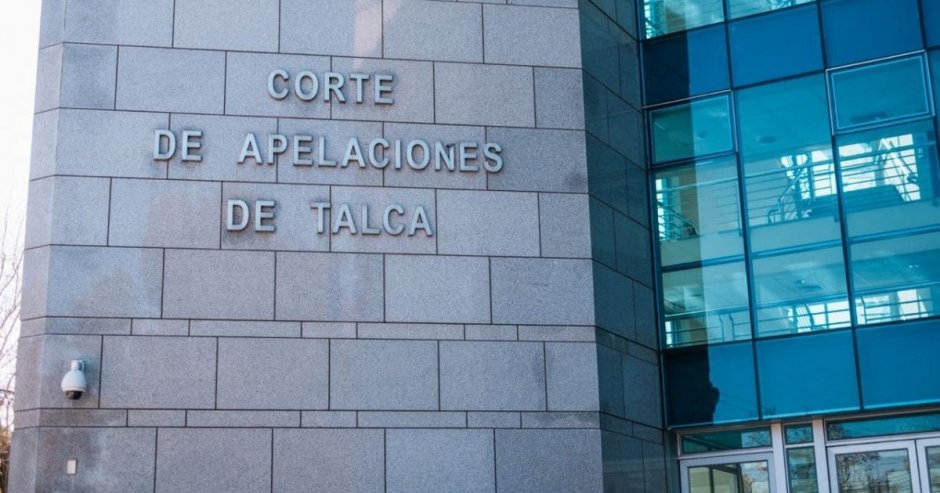 CORTE
DE APELACIONES
DE TALCA